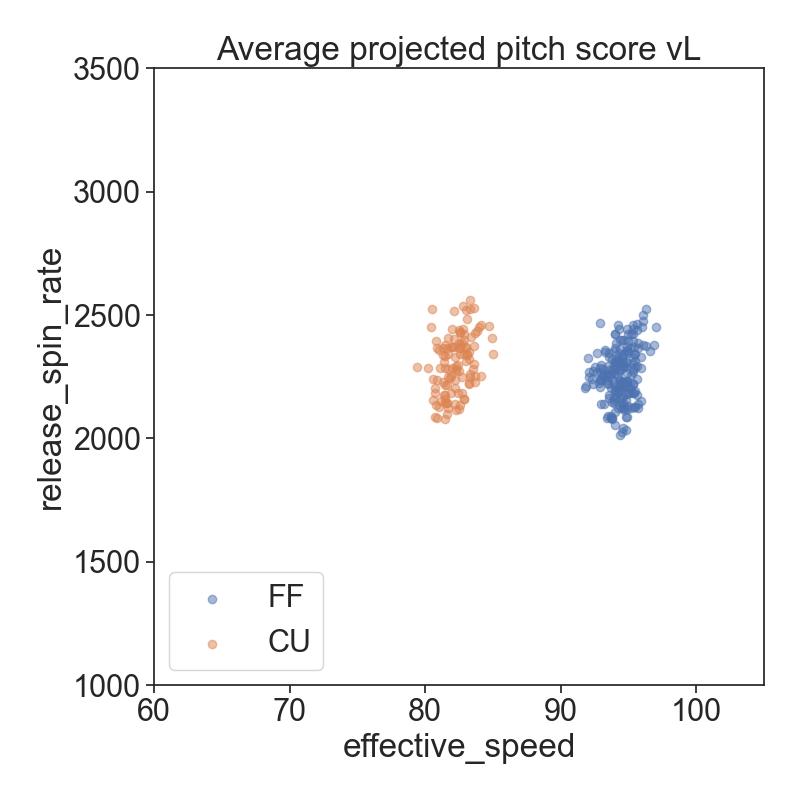 Average projected pitch score vL
3500
3000
2500
2000
1500
1000
release_spin_rate
FF
CU
60 70 80 90 100
effective_speed